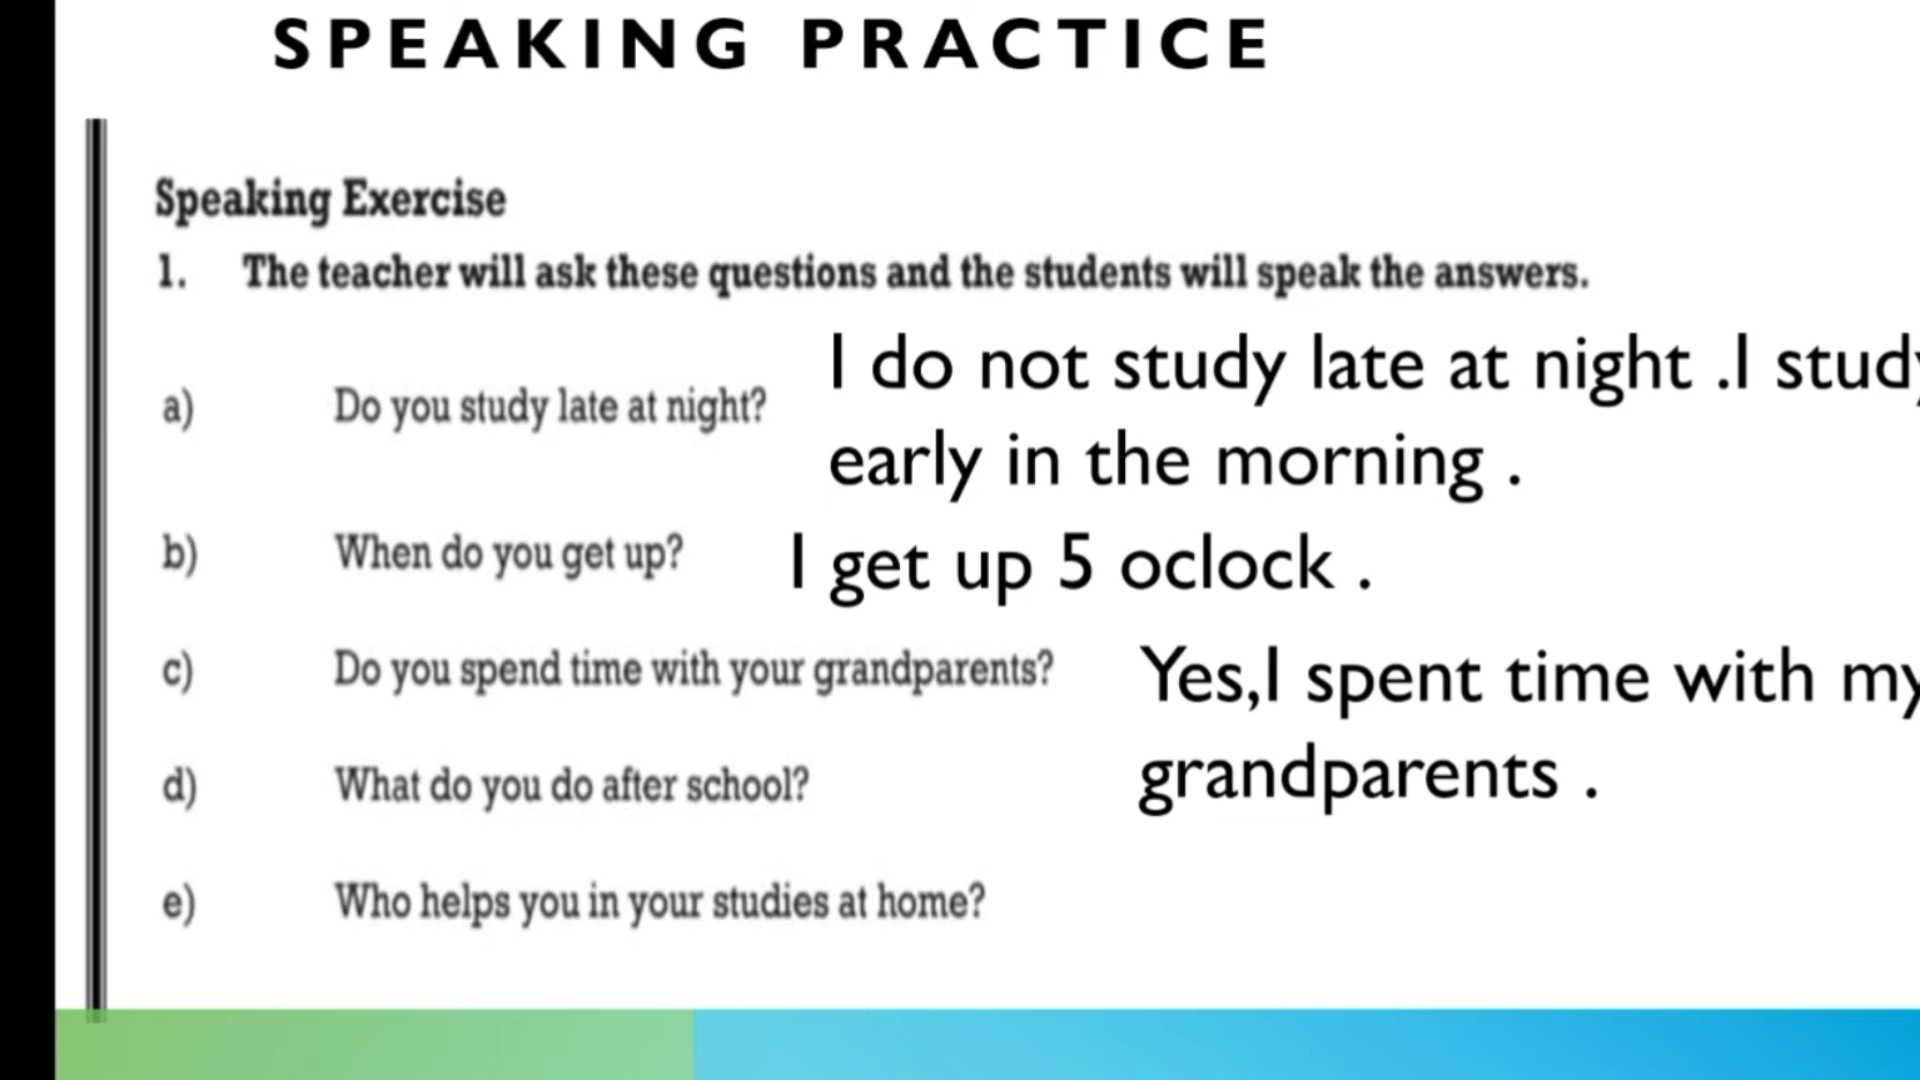 SPEAKING PRACTICE
Speaking Exercise
1. The teacher will ask these questions and the students will speak the answers.
a) Do you study late at night?
I do not study late at night .I study
early in the morning .
b) When do you get up?
I get up 5 oclock .
c) Do you spend time with your grandparents?
Yes,I spent time with my
grandparents .
d) What do you do after school?
e) Who helps you in your studies at home?